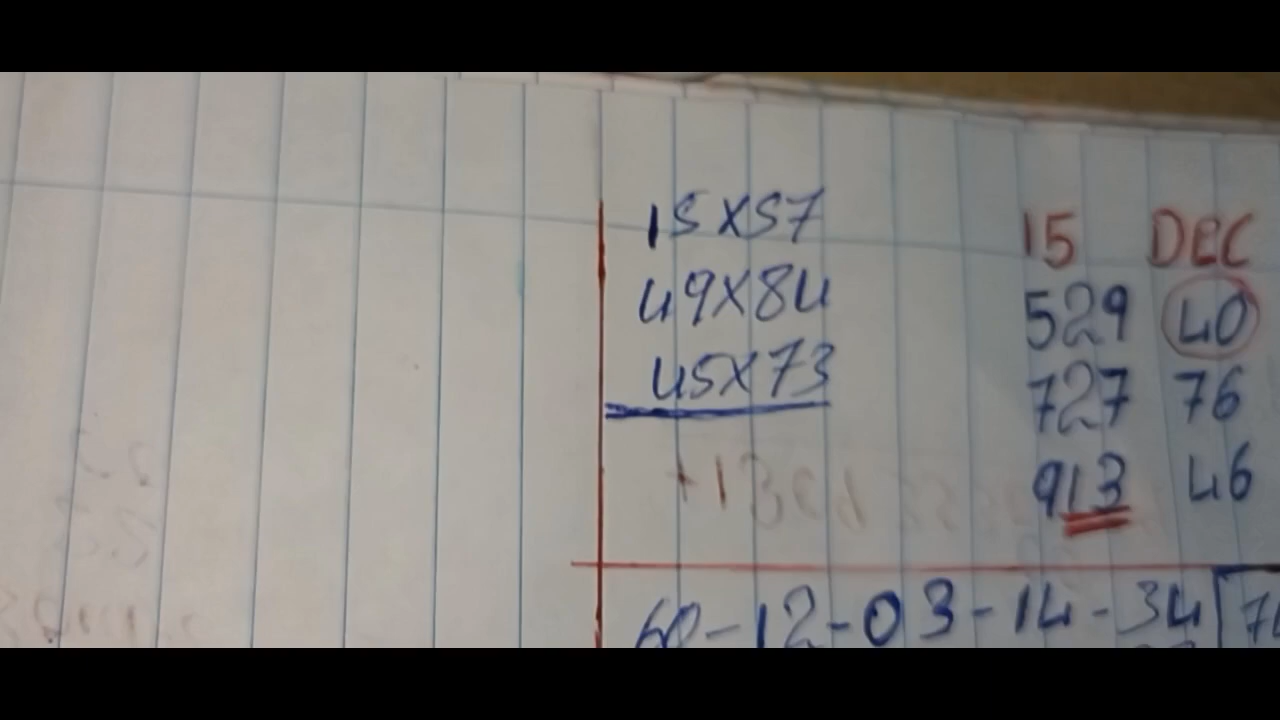 15x57
49x84
45x73
15 DEC
529 40
727 76
913 46
60-12-03-14-34